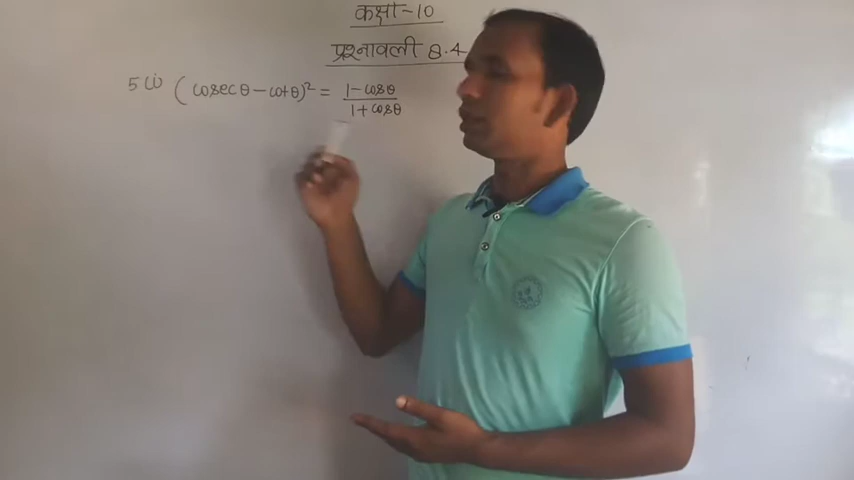 कक्षा-10
प्रश्नावली 8.4
5(i) (cosecθ-cotθ)² = 1-cosθ / 1+cosθ